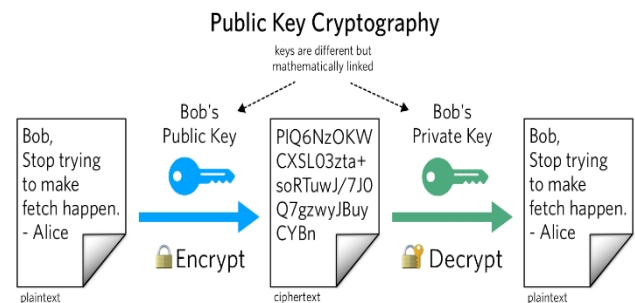 Public Key Cryptography
keys are different but
mathematically linked
Bob's
Public Key
Bob's
Private Key
Bob,
Stop trying
to make
fetch happen.
- Alice
plaintext
Encrypt
PlQ6NzOKW
CXSL03zta+
soRTuwJ/7J0
Q7gzwyJBuy
CYBn
ciphertext
Decrypt
Bob,
Stop trying
to make
fetch happen.
- Alice
plaintext